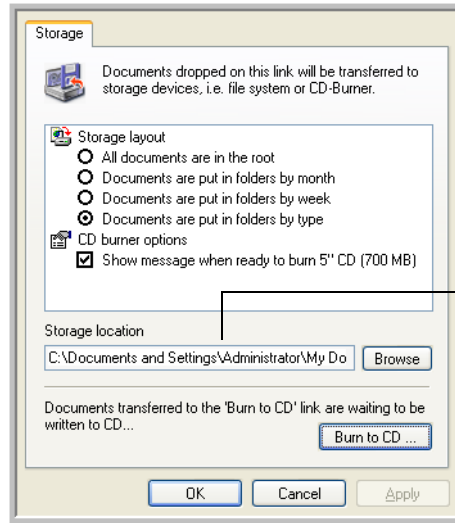 Storage
Documents dropped on this link will be transferred to
storage devices, i.e. file system or CD-Burner.
Storage layout
All documents are in the root
Documents are put in folders by month
Documents are put in folders by week
Documents are put in folders by type
CD burner options
Show message when ready to burn 5" CD (700 MB)
Storage location
C:\Documents and Settings\Administrator\My Do
Browse
Documents transferred to the 'Burn to CD' link are waiting to be
written to CD...
Burn to CD ...
OK
Cancel
Apply